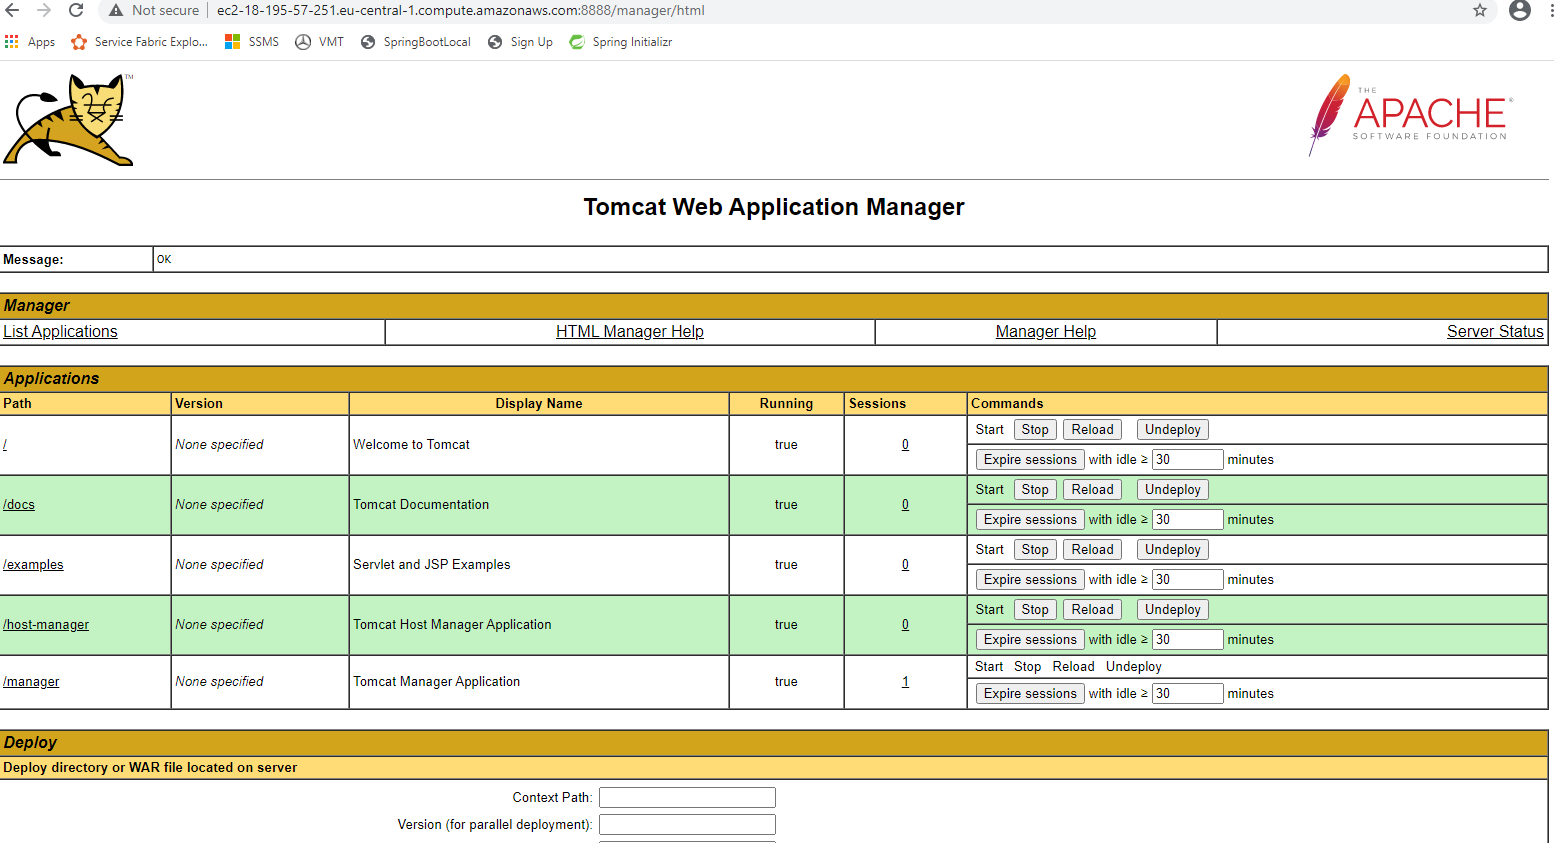 Not secure | ec2-18-195-57-251.eu-central-1.compute.amazonaws.com:8888/manager/html
Apps Service Fabric Explo... SSMS VMT SpringBootLocal Sign Up Spring Initializr
TM
THE
APACHE®
SOFTWARE FOUNDATION
Tomcat Web Application Manager
Message: OK
Manager
List Applications HTML Manager Help Manager Help Server Status
Applications
Path Version Display Name Running Sessions Commands
/ None specified Welcome to Tomcat true 0 Start Stop Reload Undeploy
Expire sessions with idle ≥ 30 minutes
/docs None specified Tomcat Documentation true 0 Start Stop Reload Undeploy
Expire sessions with idle ≥ 30 minutes
/examples None specified Servlet and JSP Examples true 0 Start Stop Reload Undeploy
Expire sessions with idle ≥ 30 minutes
/host-manager None specified Tomcat Host Manager Application true 0 Start Stop Reload Undeploy
Expire sessions with idle ≥ 30 minutes
/manager None specified Tomcat Manager Application true 1 Start Stop Reload Undeploy
Expire sessions with idle ≥ 30 minutes
Deploy
Deploy directory or WAR file located on server
Context Path:
Version (for parallel deployment):